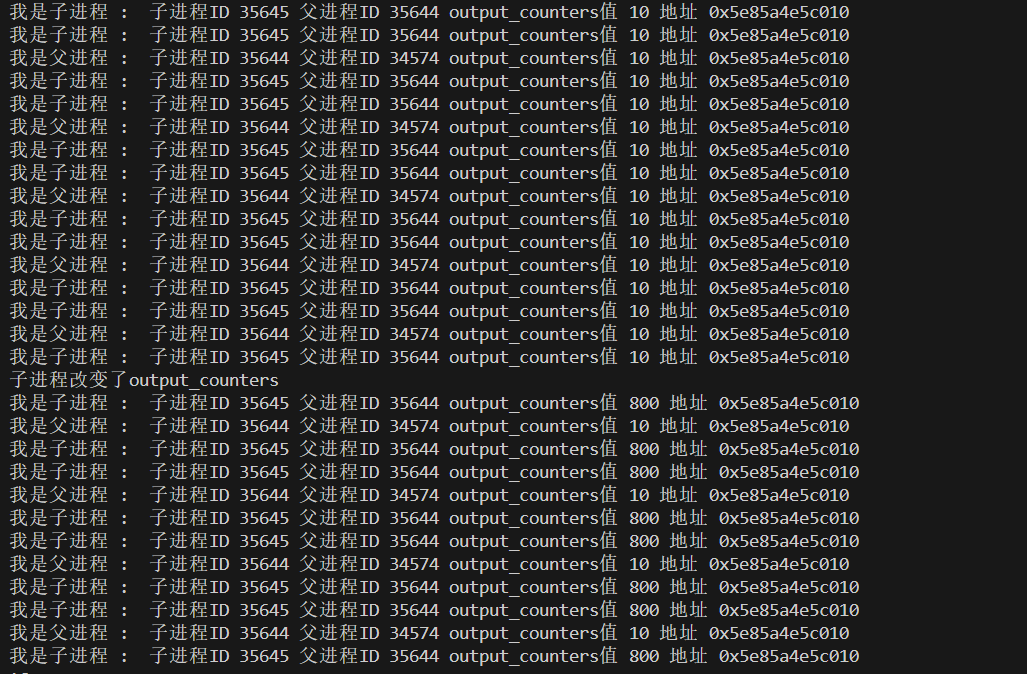 我是子进程 :  子进程ID 35645 父进程ID 35644 output_counters值 10 地址 0x5e85a4e5c010
我是子进程 :  子进程ID 35645 父进程ID 35644 output_counters值 10 地址 0x5e85a4e5c010
我是父进程 :  子进程ID 35644 父进程ID 34574 output_counters值 10 地址 0x5e85a4e5c010
我是子进程 :  子进程ID 35645 父进程ID 35644 output_counters值 10 地址 0x5e85a4e5c010
我是子进程 :  子进程ID 35645 父进程ID 35644 output_counters值 10 地址 0x5e85a4e5c010
我是父进程 :  子进程ID 35644 父进程ID 34574 output_counters值 10 地址 0x5e85a4e5c010
我是子进程 :  子进程ID 35645 父进程ID 35644 output_counters值 10 地址 0x5e85a4e5c010
我是子进程 :  子进程ID 35645 父进程ID 35644 output_counters值 10 地址 0x5e85a4e5c010
我是父进程 :  子进程ID 35644 父进程ID 34574 output_counters值 10 地址 0x5e85a4e5c010
我是子进程 :  子进程ID 35645 父进程ID 35644 output_counters值 10 地址 0x5e85a4e5c010
我是子进程 :  子进程ID 35645 父进程ID 35644 output_counters值 10 地址 0x5e85a4e5c010
我是父进程 :  子进程ID 35644 父进程ID 34574 output_counters值 10 地址 0x5e85a4e5c010
我是子进程 :  子进程ID 35645 父进程ID 35644 output_counters值 10 地址 0x5e85a4e5c010
我是子进程 :  子进程ID 35645 父进程ID 35644 output_counters值 10 地址 0x5e85a4e5c010
我是父进程 :  子进程ID 35644 父进程ID 34574 output_counters值 10 地址 0x5e85a4e5c010
我是子进程 :  子进程ID 35645 父进程ID 35644 output_counters值 10 地址 0x5e85a4e5c010
子进程改变了output_counters
我是子进程 :  子进程ID 35645 父进程ID 35644 output_counters值 800 地址 0x5e85a4e5c010
我是父进程 :  子进程ID 35644 父进程ID 34574 output_counters值 10 地址 0x5e85a4e5c010
我是子进程 :  子进程ID 35645 父进程ID 35644 output_counters值 800 地址 0x5e85a4e5c010
我是子进程 :  子进程ID 35645 父进程ID 35644 output_counters值 800 地址 0x5e85a4e5c010
我是父进程 :  子进程ID 35644 父进程ID 34574 output_counters值 10 地址 0x5e85a4e5c010
我是子进程 :  子进程ID 35645 父进程ID 35644 output_counters值 800 地址 0x5e85a4e5c010
我是子进程 :  子进程ID 35645 父进程ID 35644 output_counters值 800 地址 0x5e85a4e5c010
我是父进程 :  子进程ID 35644 父进程ID 34574 output_counters值 10 地址 0x5e85a4e5c010
我是子进程 :  子进程ID 35645 父进程ID 35644 output_counters值 800 地址 0x5e85a4e5c010
我是子进程 :  子进程ID 35645 父进程ID 35644 output_counters值 800 地址 0x5e85a4e5c010
我是父进程 :  子进程ID 35644 父进程ID 34574 output_counters值 10 地址 0x5e85a4e5c010
我是子进程 :  子进程ID 35645 父进程ID 35644 output_counters值 800 地址 0x5e85a4e5c010